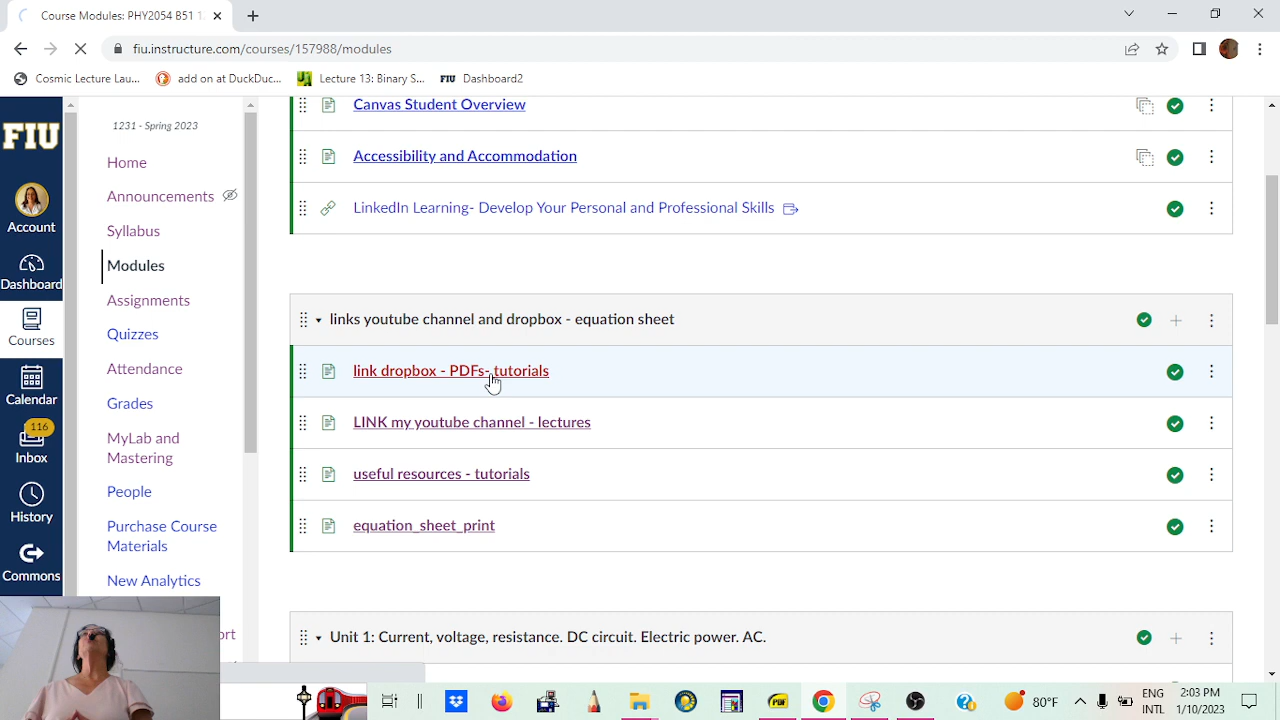 Course Modules: PHY2054 B51 1
fiu.instructure.com/courses/157988/modules
Cosmic Lecture Lau...
add on at DuckDuc...
Lecture 13: Binary S...
FIU
Dashboard2
FIU
Account
Dashboard
Courses
Calendar
116
Inbox
History
Commons
1231 - Spring 2023
Home
Announcements
Syllabus
Modules
Assignments
Quizzes
Attendance
Grades
MyLab and
Mastering
People
Purchase Course
Materials
New Analytics
ort
Canvas Student Overview
Accessibility and Accommodation
LinkedIn Learning- Develop Your Personal and Professional Skills
links youtube channel and dropbox - equation sheet
link dropbox - PDFs- tutorials
LINK my youtube channel - lectures
useful resources - tutorials
equation_sheet_print
Unit 1: Current, voltage, resistance. DC circuit. Electric power. AC.
PDF
80°F
ENG
INTL
2:03 PM
1/10/2023